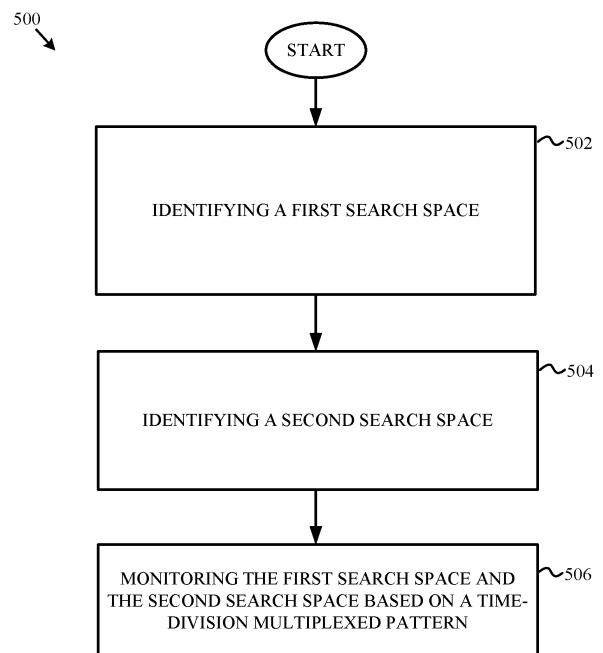 500
START
502
IDENTIFYING A FIRST SEARCH SPACE
504
IDENTIFYING A SECOND SEARCH SPACE
506
MONITORING THE FIRST SEARCH SPACE AND
THE SECOND SEARCH SPACE BASED ON A TIME-
DIVISION MULTIPLEXED PATTERN